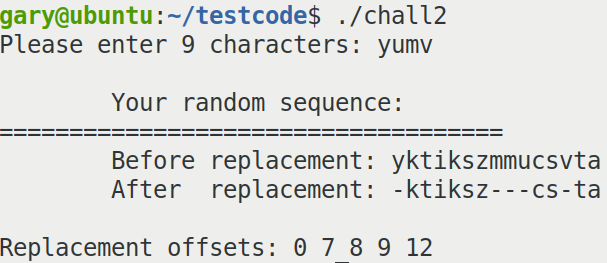 gary@ubuntu:~/testcode$ ./chall2
Please enter 9 characters: yumv
Your random sequence:
====================================
Before replacement: yktikszmmucsvta
After  replacement: -ktiksz---cs-ta
Replacement offsets: 0 7_8 9 12